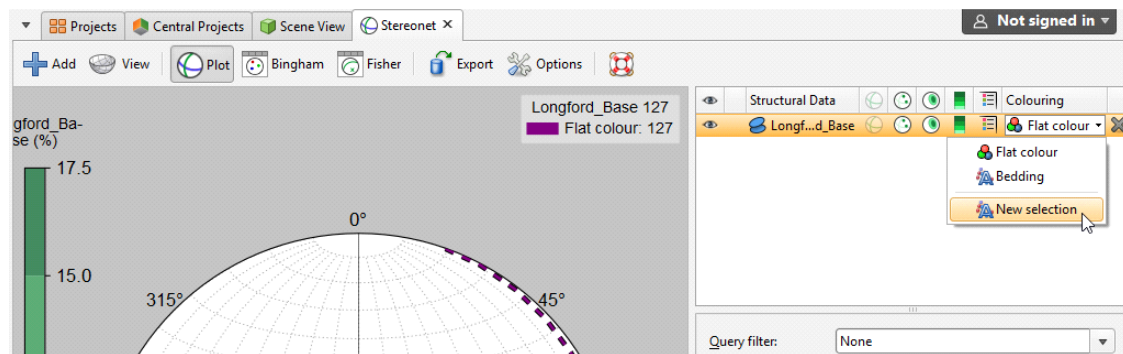 Projects Central Projects Scene View Stereonet Not signed in
Add View Plot Bingham Fisher Export Options
Longford_Base 127
Flat colour: 127
gford_Ba-
se (%)
17.5
15.0
0°
315°
45°
Structural Data Colouring
Longf...d_Base Flat colour
Flat colour
Bedding
New selection
Query filter: None